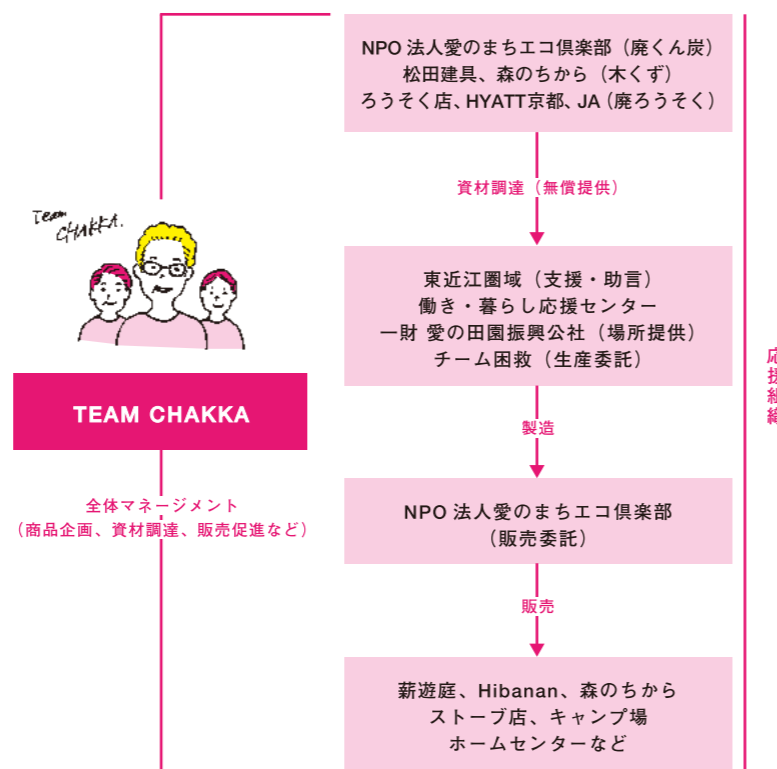 NPO 法人愛のまちエコ倶楽部（廃くん炭）
松田建具、森のちから（木くず）
ろうそく店、HYATT京都、JA（廃ろうそく）
資材調達（無償提供）
Team
CHAKKA.
東近江圏域（支援・助言）
働き・暮らし応援センター
一財 愛の田園振興公社（場所提供）
チーム困救（生産委託）
TEAM CHAKKA
製造
全体マネージメント
（商品企画、資材調達、販売促進など）
NPO 法人愛のまちエコ倶楽部
（販売委託）
販売
薪遊庭、Hibanan、森のちから
ストーブ店、キャンプ場
ホームセンターなど
応援組織